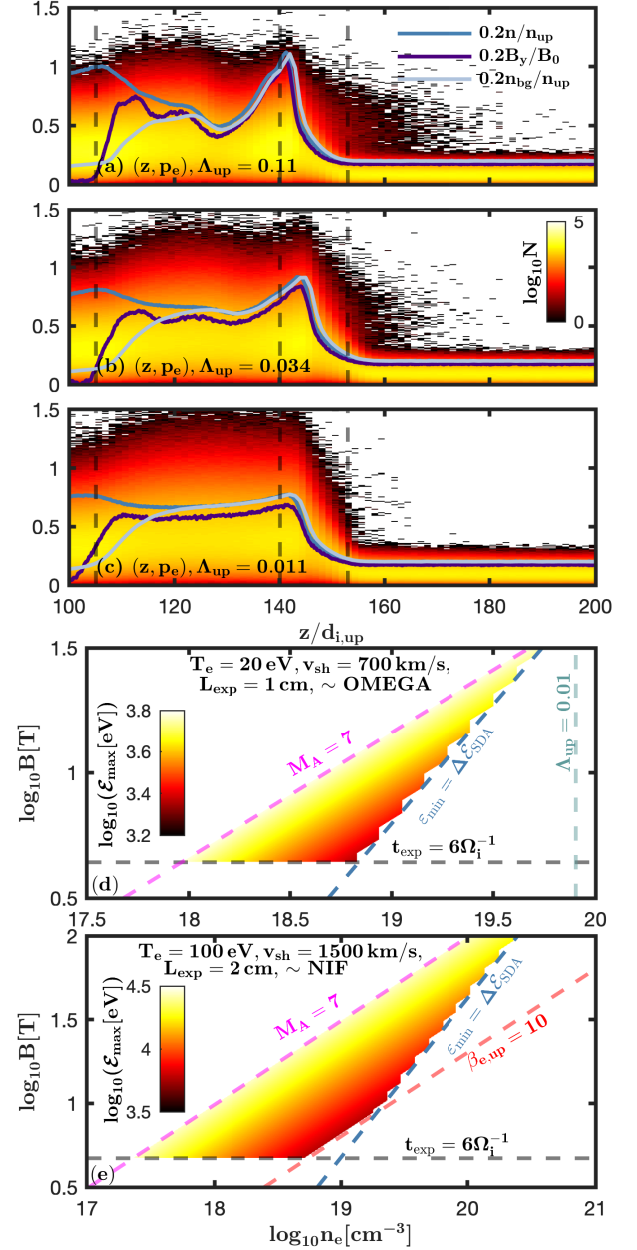 1.5
1
0.5
0
0.2n/n_up
0.2B_y/B_0
0.2n_bg/n_up
(a) (z, p_e), Λ_up = 0.11
1.5
1
0.5
0
log_10 N
5
0
(b) (z, p_e), Λ_up = 0.034
1.5
1
0.5
0
(c) (z, p_e), Λ_up = 0.011
100 120 140 160 180 200
z/d_i,up
1.5
1
0.5
log_10 B[T]
T_e = 20 eV, v_sh = 700 km/s,
L_exp = 1 cm, ∼ OMEGA
log_10(ℰ_max[eV])
3.8
3.6
3.4
3.2
M_A = 7
ε_min = Δℰ_SDA
Λ_up = 0.01
t_exp = 6Ω_i^-1
(d)
17.5 18 18.5 19 19.5 20
2
1.5
1
0.5
log_10 B[T]
T_e = 100 eV, v_sh = 1500 km/s,
L_exp = 2 cm, ∼ NIF
log_10(ℰ_max[eV])
4.5
4
3.5
M_A = 7
ε_min = Δℰ_SDA
β_e,up = 10
t_exp = 6Ω_i^-1
(e)
17 18 19 20 21
log_10 n_e[cm^-3]